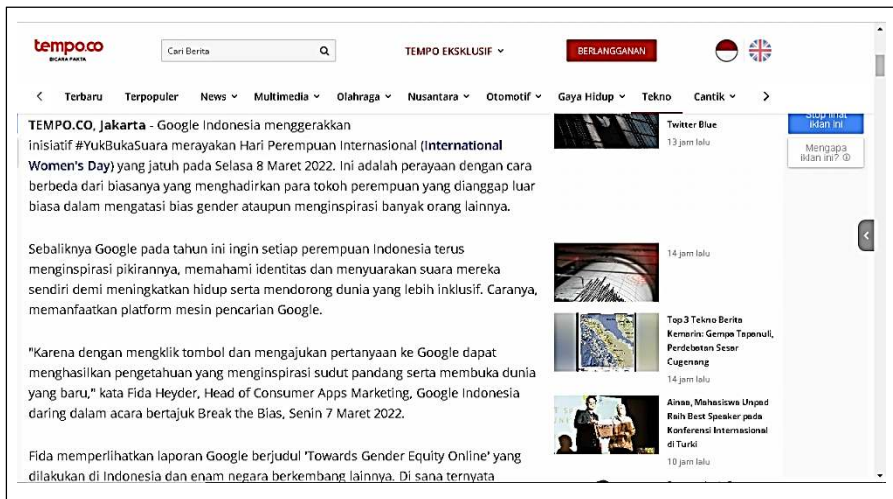 tempo.co
BICARA FAKTA
Cari Berita
TEMPO EKSKLUSIF
BERLANGGANAN
Terbaru Terpopuler News Multimedia Olahraga Nusantara Otomotif Gaya Hidup Tekno Cantik
TEMPO.CO, Jakarta - Google Indonesia menggerakkan
inisiatif #YukBukaSuara merayakan Hari Perempuan Internasional (International
Women's Day) yang jatuh pada Selasa 8 Maret 2022. Ini adalah perayaan dengan cara
berbeda dari biasanya yang menghadirkan para tokoh perempuan yang dianggap luar
biasa dalam mengatasi bias gender ataupun menginspirasi banyak orang lainnya.
Sebaliknya Google pada tahun ini ingin setiap perempuan Indonesia terus
menginspirasi pikirannya, memahami identitas dan menyuarakan suara mereka
sendiri demi meningkatkan hidup serta mendorong dunia yang lebih inklusif. Caranya,
memanfaatkan platform mesin pencarian Google.
"Karena dengan mengklik tombol dan mengajukan pertanyaan ke Google dapat
menghasilkan pengetahuan yang menginspirasi sudut pandang serta membuka dunia
yang baru," kata Fida Heyder, Head of Consumer Apps Marketing, Google Indonesia
daring dalam acara bertajuk Break the Bias, Senin 7 Maret 2022.
Fida memperlihatkan laporan Google berjudul 'Towards Gender Equity Online' yang
dilakukan di Indonesia dan enam negara berkembang lainnya. Di sana ternyata
Twitter Blue
13 jam lalu
14 jam lalu
Top 3 Tekno Berita
Kemarin: Gempa Tapanuli,
Perdebatan Sesar
Cugenang
14 jam lalu
Ainaa, Mahasiswa Unpad
Raih Best Speaker pada
Konferensi Internasional
di Turki
10 jam lalu
Stop lihat
iklan ini
Mengapa
iklan ini?